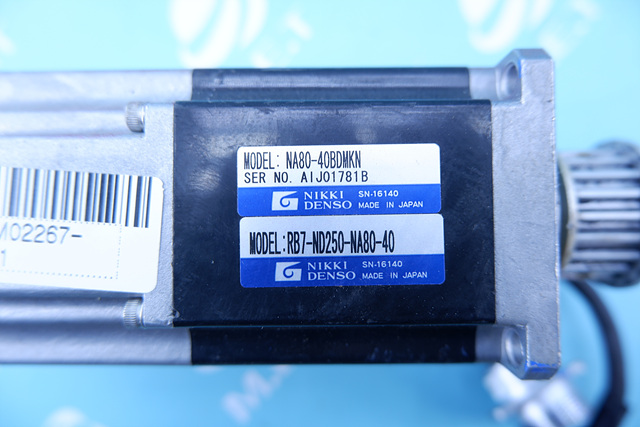 MODEL: NA80-40BDMKN
SER NO. AIJ01781B
NIKKI DENSO SN-16140 MADE IN JAPAN
MODEL:RB7-ND250-NA80-40
NIKKI DENSO SN-16140 MADE IN JAPAN
M02267-
1